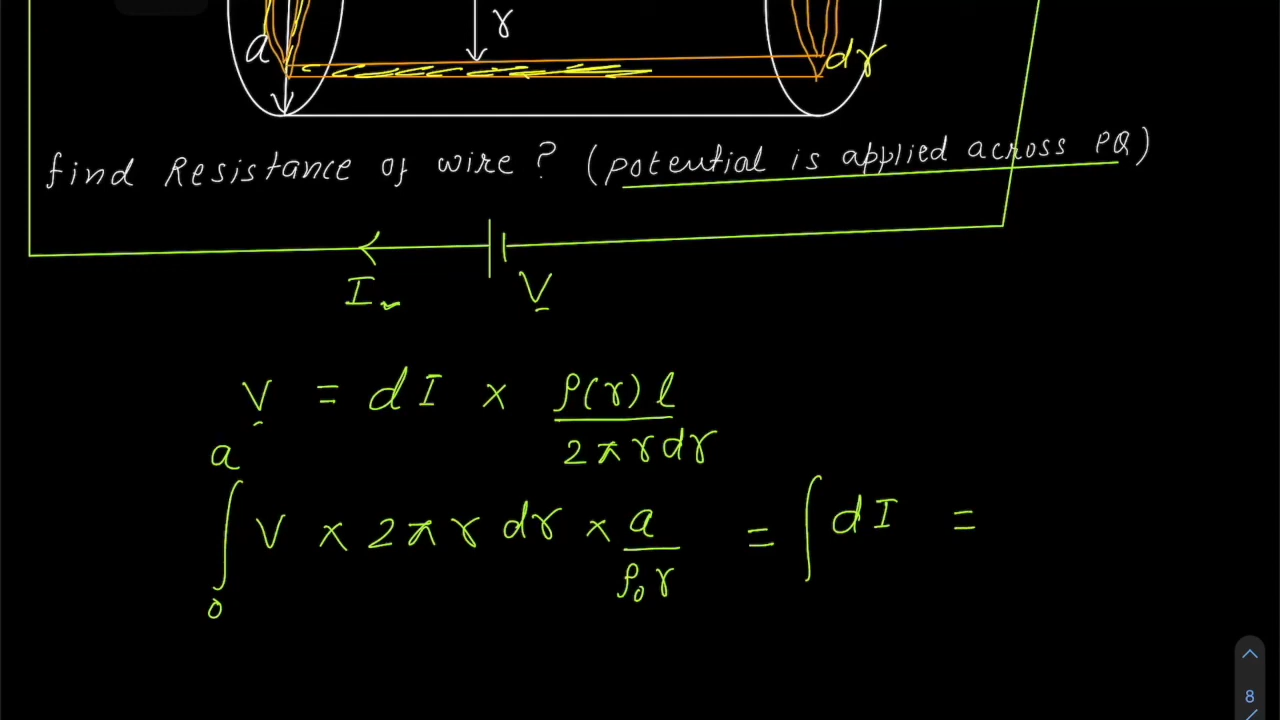 r
a
dr
find Resistance of wire ? (potential is applied across PQ)
I
V
V = dI × ρ(r) l / 2πr dr
a
∫ V × 2πr dr × a / ρ₀r = ∫ dI =
0
8